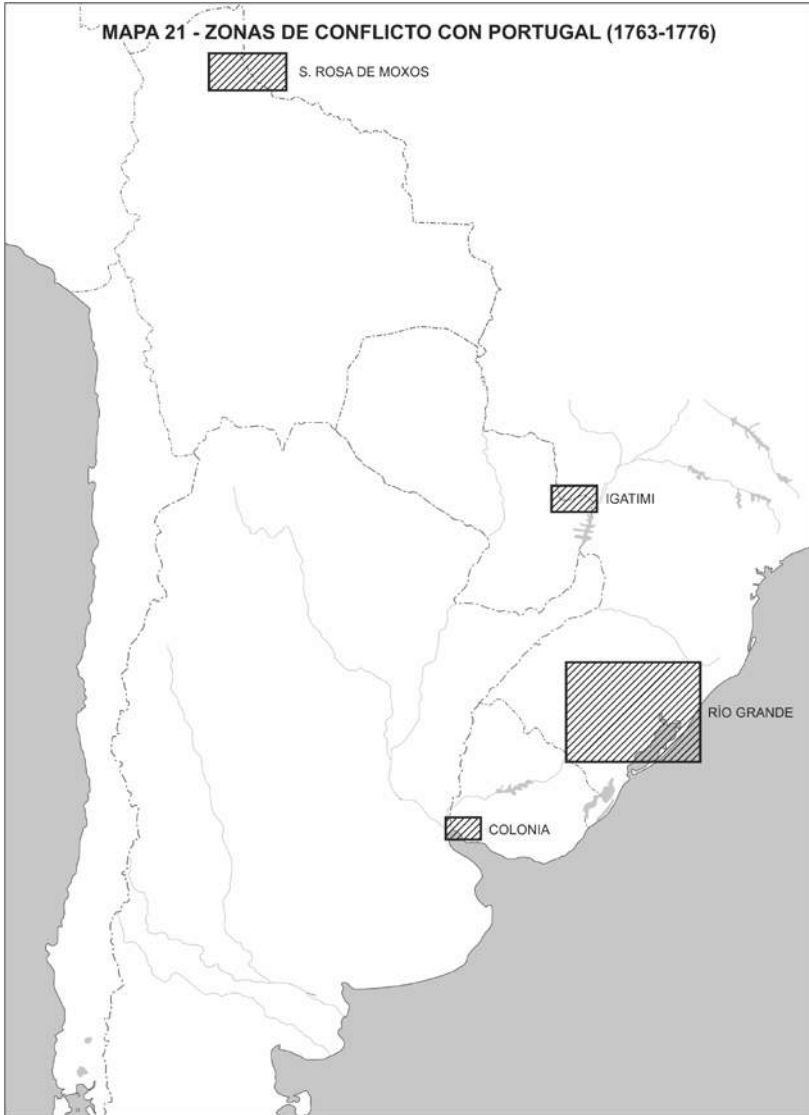 MAPA 21 - ZONAS DE CONFLICTO CON PORTUGAL (1763-1776)
S. ROSA DE MOXOS
IGATIMI
RÍO GRANDE
COLONIA